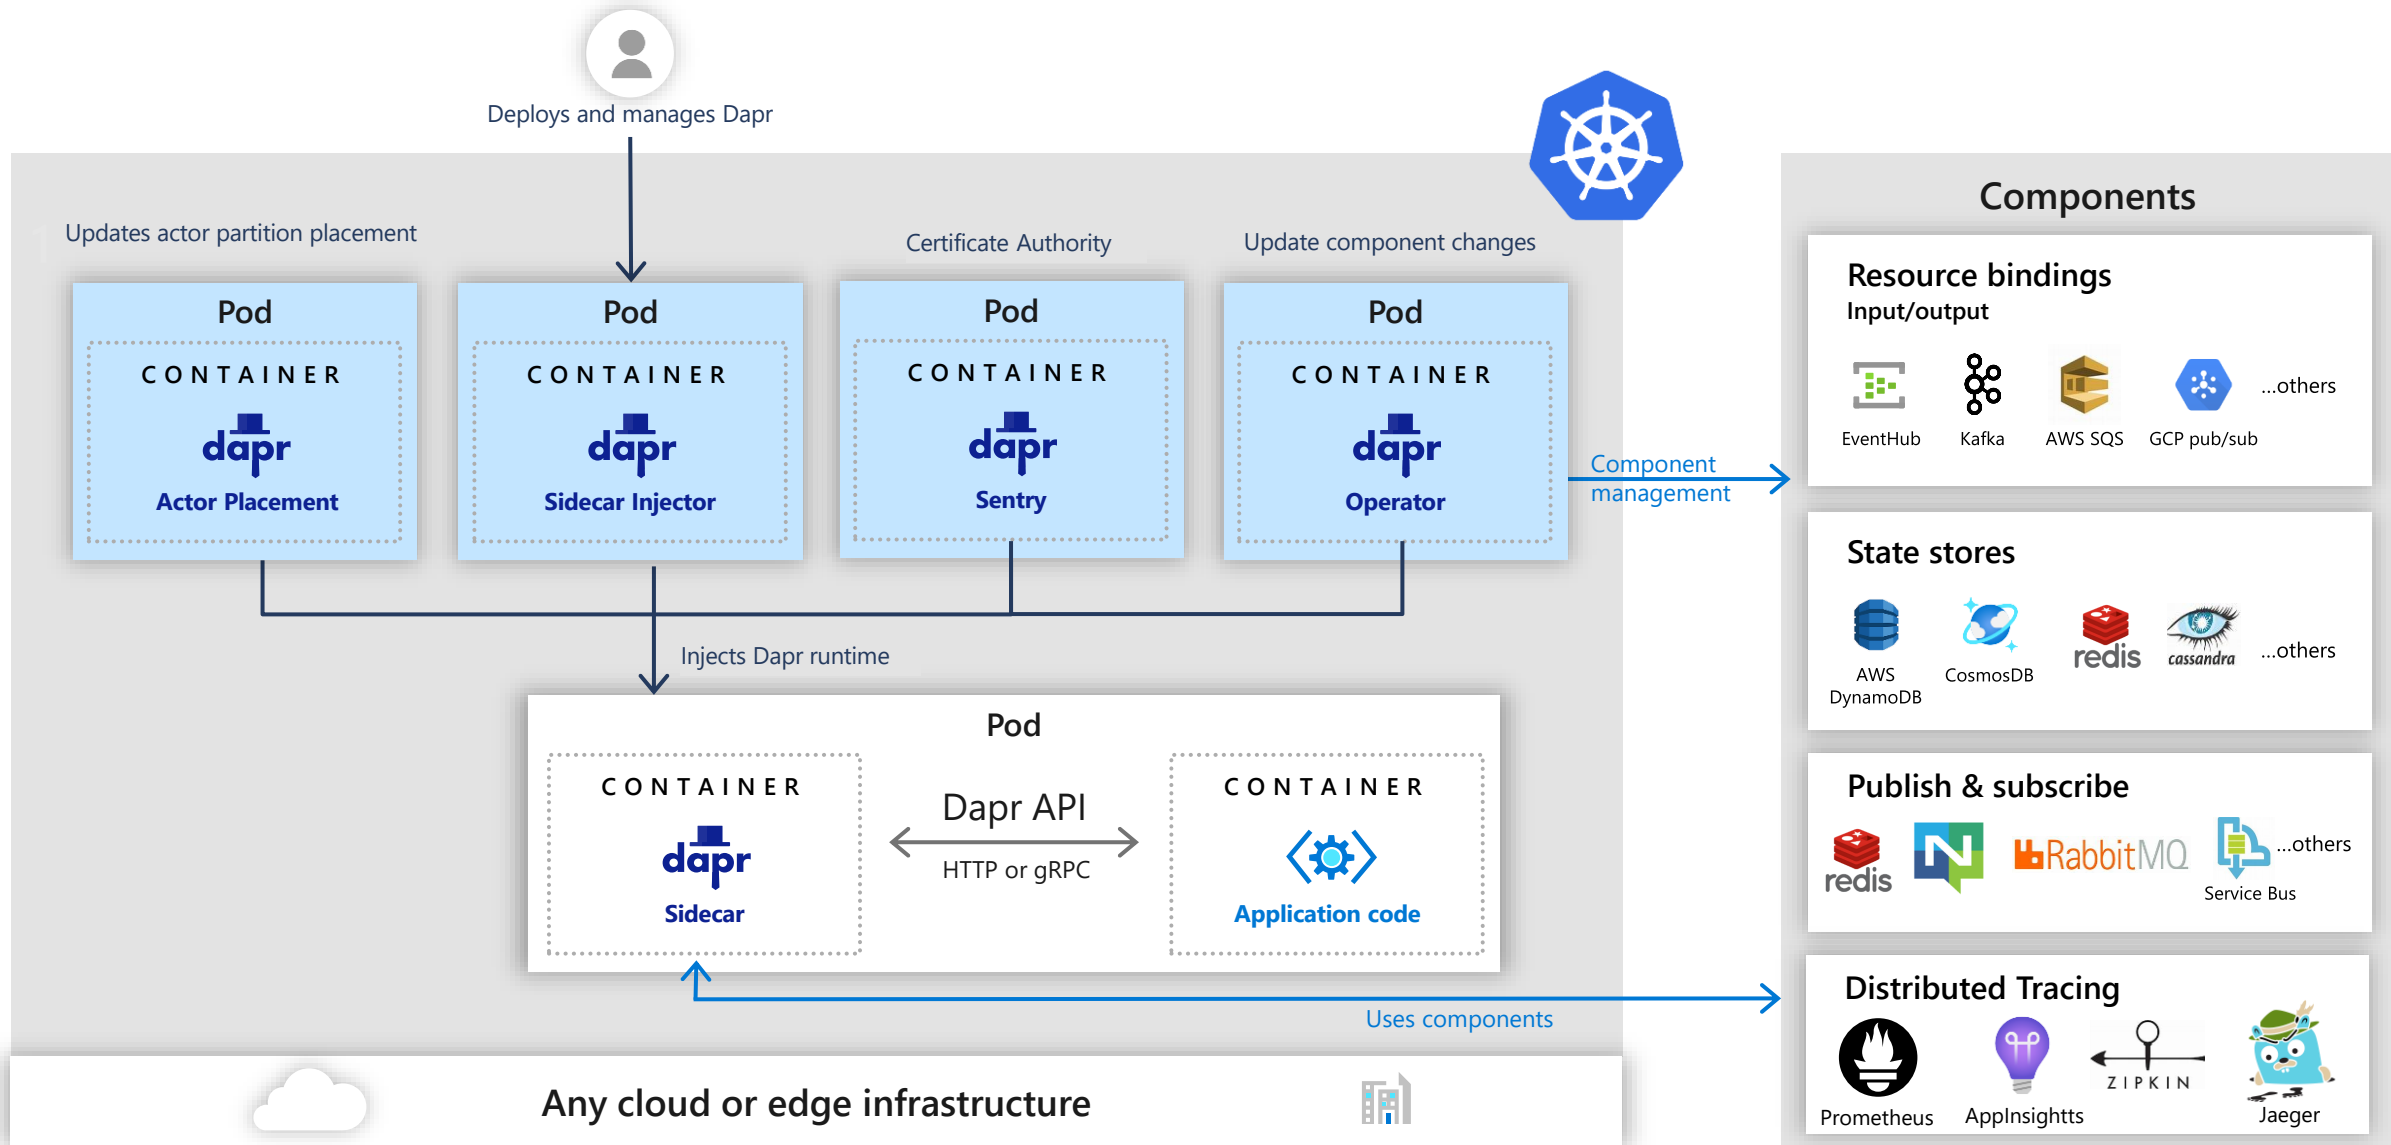 Deploys and manages Dapr
Updates actor partition placement
Certificate Authority
Update component changes
Pod
CONTAINER
dapr
Actor Placement
Pod
CONTAINER
dapr
Sidecar Injector
Pod
CONTAINER
dapr
Sentry
Pod
CONTAINER
dapr
Operator
Component
management
Injects Dapr runtime
Pod
CONTAINER
dapr
Sidecar
Dapr API
HTTP or gRPC
CONTAINER
Application code
Uses components
Any cloud or edge infrastructure
Components
Resource bindings
Input/output
EventHub
Kafka
AWS SQS
GCP pub/sub
...others
State stores
AWS
DynamoDB
CosmosDB
redis
cassandra
...others
Publish & subscribe
redis
N
RabbitMQ
Service Bus
...others
Distributed Tracing
Prometheus
AppInsightts
ZIPKIN
Jaeger